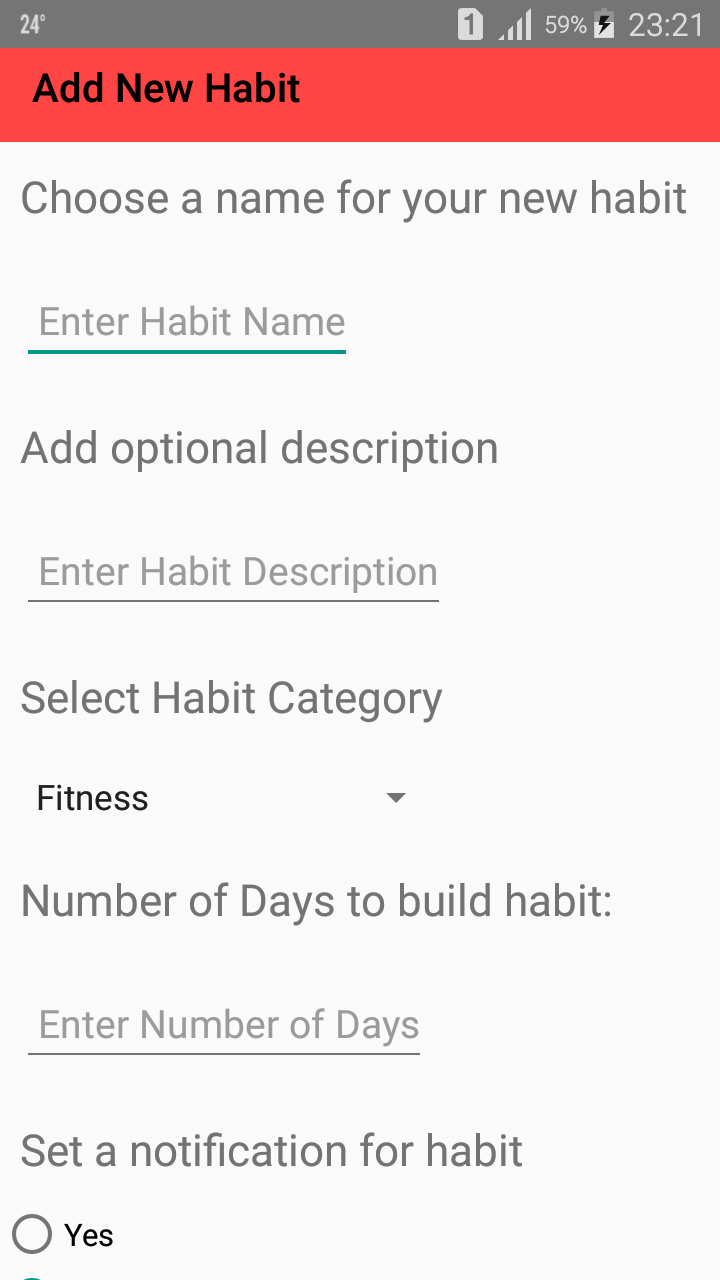 24°
1
59%
23:21
Add New Habit
Choose a name for your new habit
Enter Habit Name
Add optional description
Enter Habit Description
Select Habit Category
Fitness
Number of Days to build habit:
Enter Number of Days
Set a notification for habit
Yes